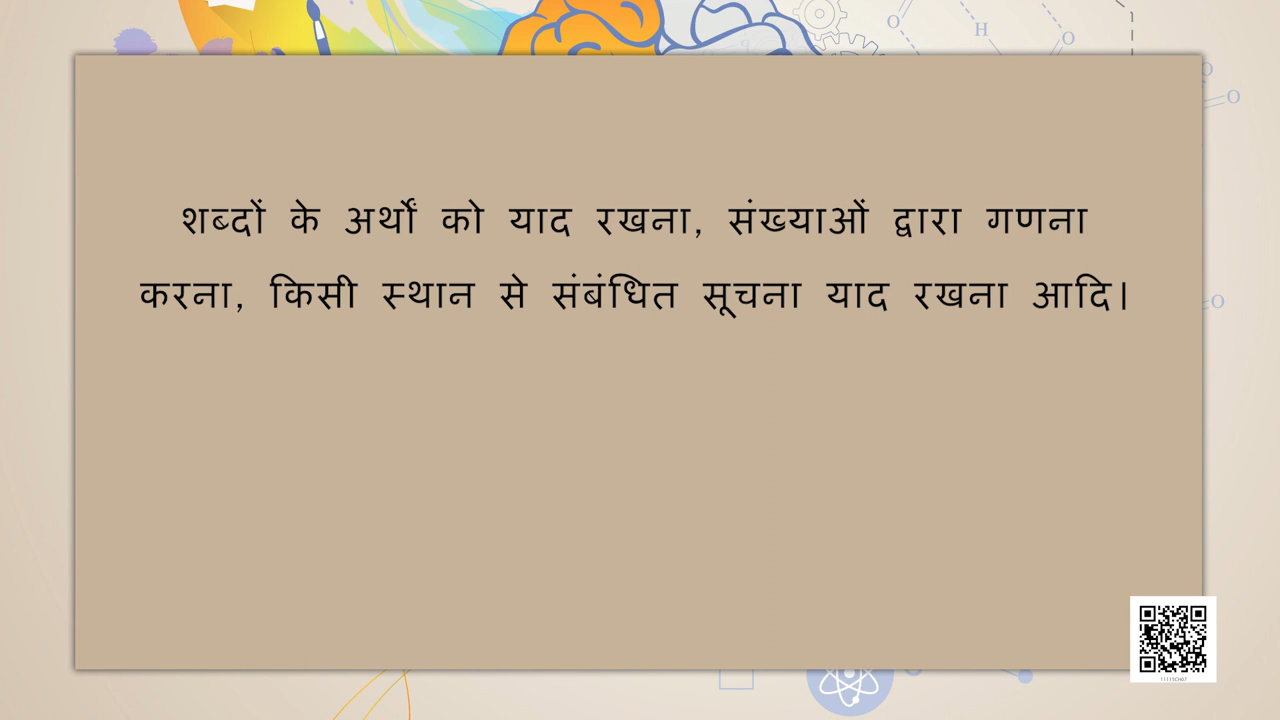 O
H
O
O
O
शब्दों के अर्थों को याद रखना, संख्याओं द्वारा गणना
करना, किसी स्थान से संबंधित सूचना याद रखना आदि।
O